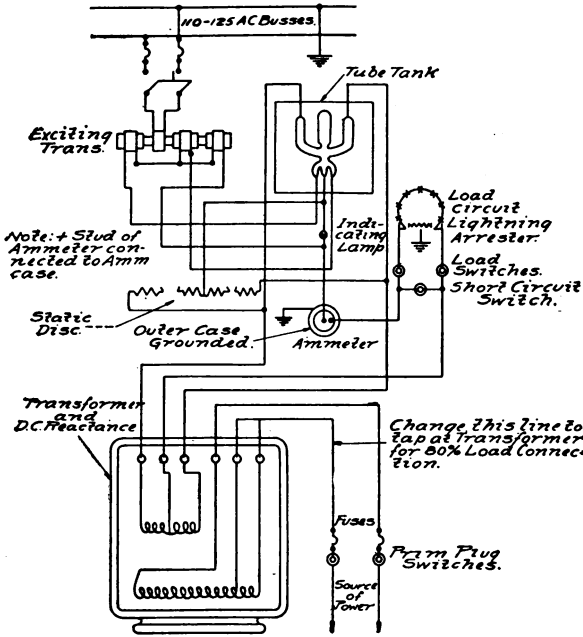 110-125 AC Busses.
Tube Tank
Exciting
Trans.
Load
Circuit
Lightning
Arrester.
Indi-
cating
Lamp
Note: + Stud of
Ammeter con-
nected to Amm
case.
Load
Switches.
Short Circuit
Switch.
Static
Disc.
Outer Case
Grounded.
Ammeter
Transformer
and
D.C. Reactance
Change this line to
tap at Transformer
for 80% Load Connec-
tion.
Fuses
Prim Plug
Switches.
Source
of
Power